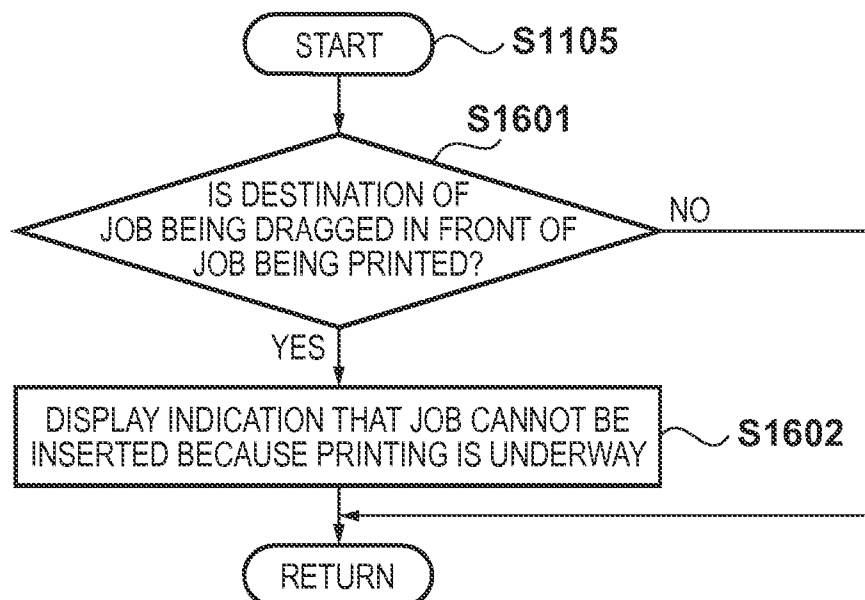 START
S1105
S1601
IS DESTINATION OF
JOB BEING DRAGGED IN FRONT OF
JOB BEING PRINTED?
NO
YES
DISPLAY INDICATION THAT JOB CANNOT BE
INSERTED BECAUSE PRINTING IS UNDERWAY
S1602
RETURN